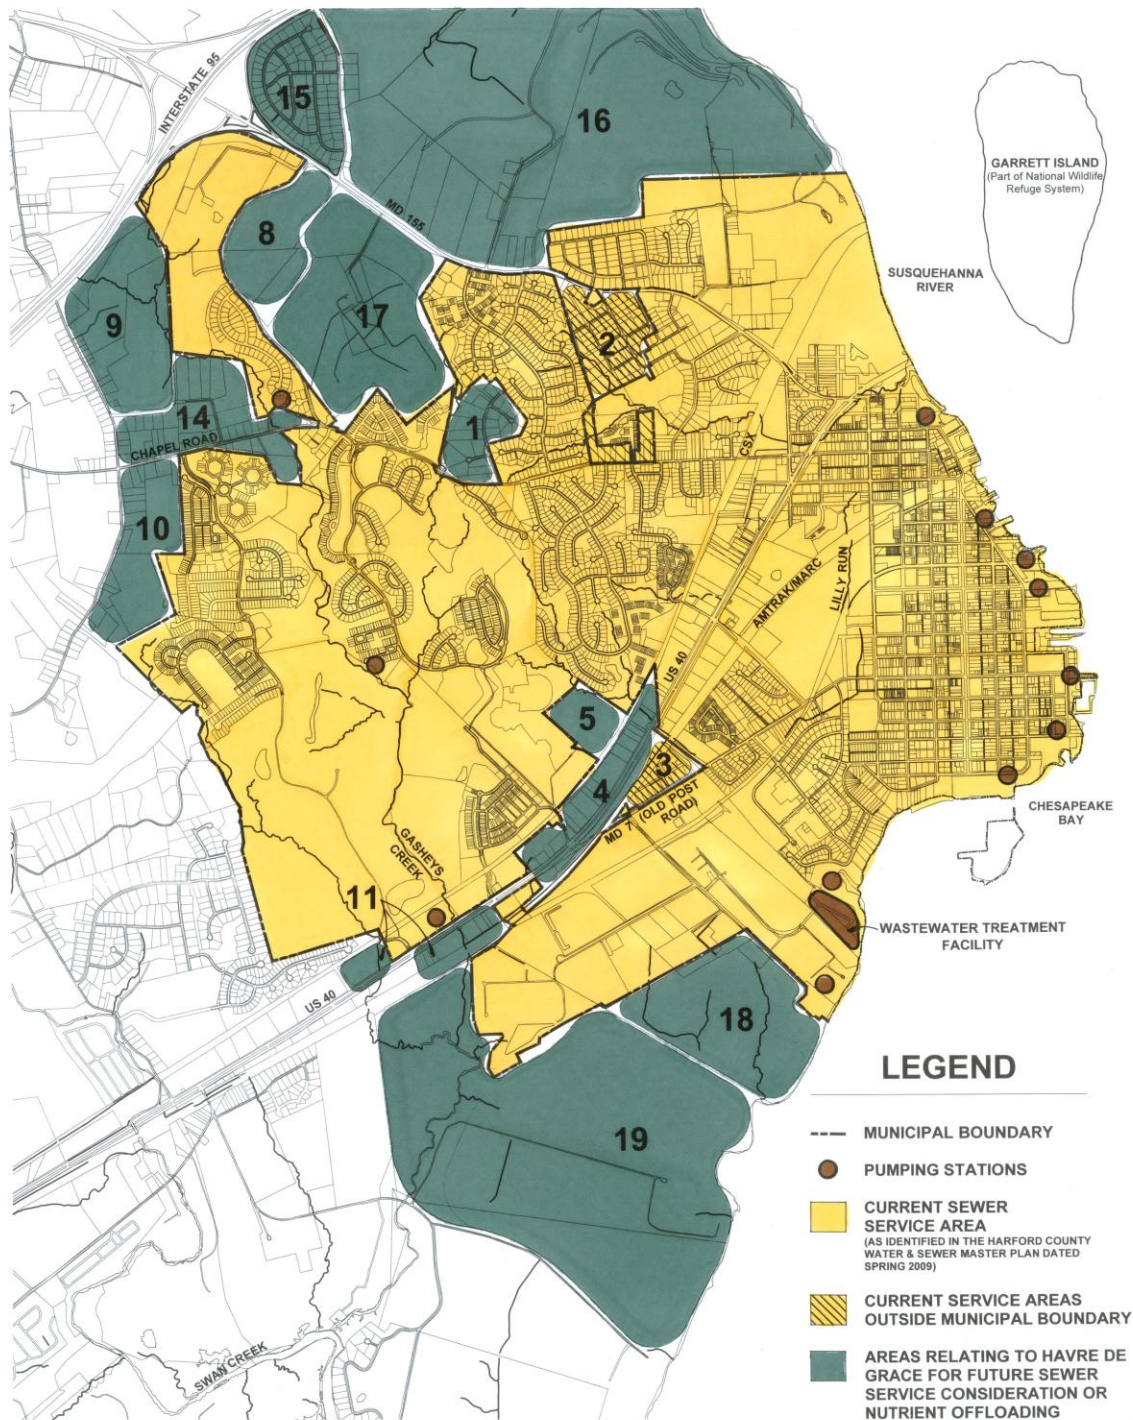 INTERSTATE 95
15
16
GARRETT ISLAND
(Part of National Wildlife
Refuge System)
MD 155
8
SUSQUEHANNA
RIVER
9
17
2
14
1
CHAPEL ROAD
CSX
10
LILLY RUN
AMTRAK/MARC
US 40
5
3
4
MD 7 (OLD POST
ROAD)
CHESAPEAKE
BAY
GASHEYS
CREEK
11
WASTEWATER TREATMENT
FACILITY
US 40
18
19
SWAN CREEK
LEGEND
MUNICIPAL BOUNDARY
PUMPING STATIONS
CURRENT SEWER
SERVICE AREA
(AS IDENTIFIED IN THE HARFORD COUNTY
WATER & SEWER MASTER PLAN DATED
SPRING 2009)
CURRENT SERVICE AREAS
OUTSIDE MUNICIPAL BOUNDARY
AREAS RELATING TO HAVRE DE
GRACE FOR FUTURE SEWER
SERVICE CONSIDERATION OR
NUTRIENT OFFLOADING